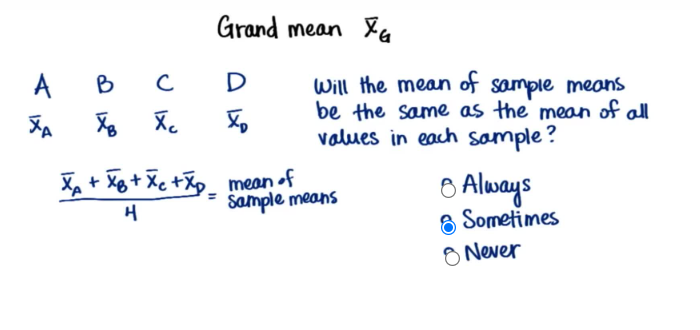 Grand mean x̄G
A B C D
x̄A x̄B x̄C x̄D
Will the mean of sample means
be the same as the mean of all
values in each sample?
x̄A + x̄B + x̄C + x̄D
4
= mean of
sample means
Always
Sometimes
Never